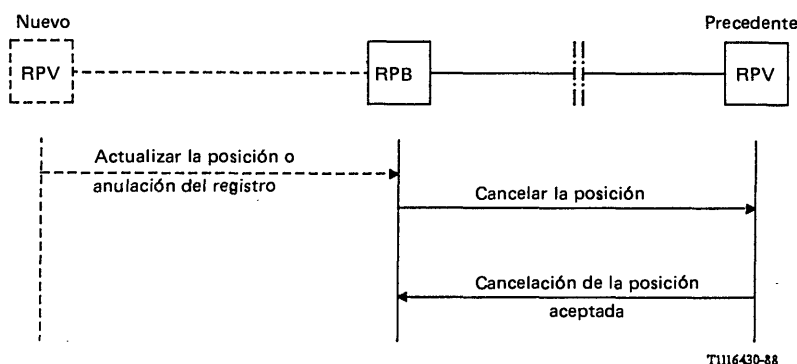 Nuevo
Precedente
RPV
RPB
RPV
Actualizar la posición o
anulación del registro
Cancelar la posición
Cancelación de la posición
aceptada
T1116430-88